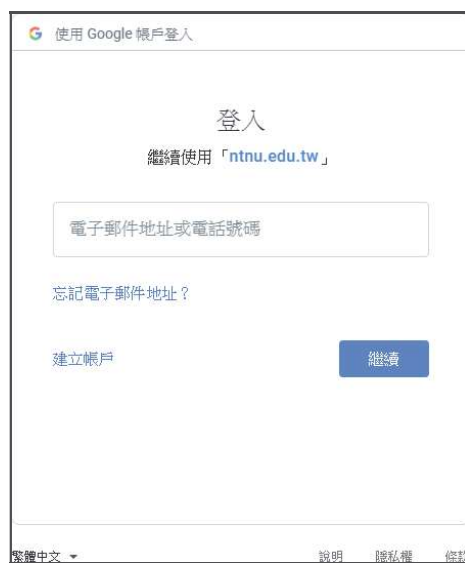 使用 Google 帳戶登入
登入
繼續使用「ntnu.edu.tw」
電子郵件地址或電話號碼
忘記電子郵件地址？
建立帳戶
繼續
繁體中文
說明
隱私權
條款